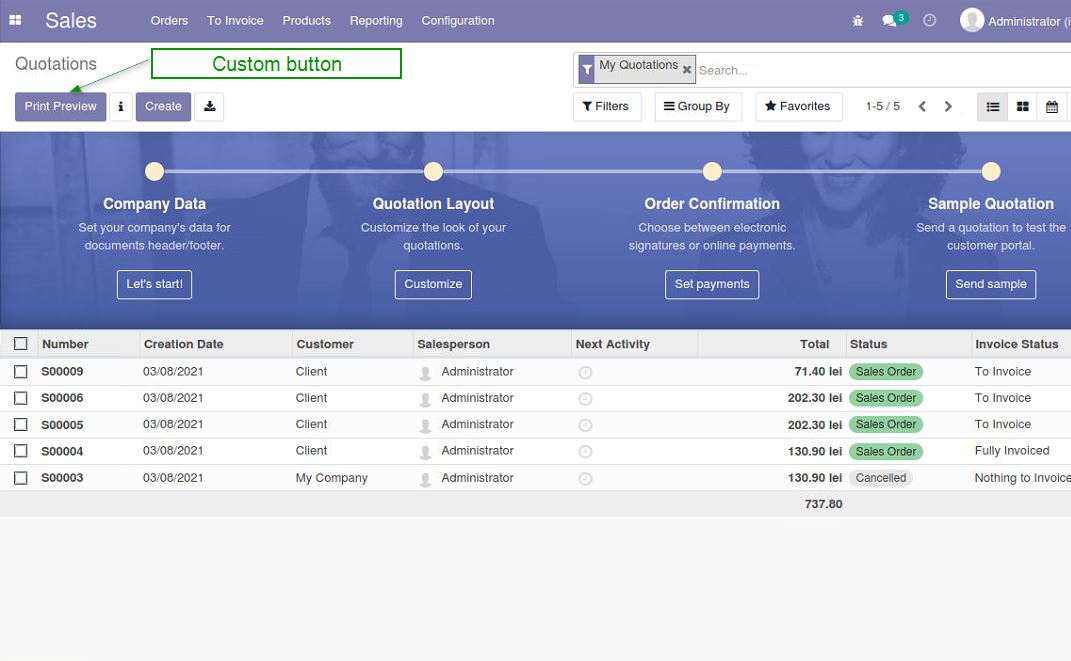 Sales Orders To Invoice Products Reporting Configuration 3 Administrator (i
Quotations Custom button My Quotations Search...
Print Preview Create Filters Group By Favorites 1-5 / 5
Company Data Quotation Layout Order Confirmation Sample Quotation
Set your company's data for Customize the look of your Choose between electronic Send a quotation to test the
documents header/footer. quotations. signatures or online payments. customer portal.
Let's start! Customize Set payments Send sample
Number Creation Date Customer Salesperson Next Activity Total Status Invoice Status
S00009 03/08/2021 Client Administrator 71.40 lei Sales Order To Invoice
S00006 03/08/2021 Client Administrator 202.30 lei Sales Order To Invoice
S00005 03/08/2021 Client Administrator 202.30 lei Sales Order To Invoice
S00004 03/08/2021 Client Administrator 130.90 lei Sales Order Fully Invoiced
S00003 03/08/2021 My Company Administrator 130.90 lei Cancelled Nothing to Invoice
737.80